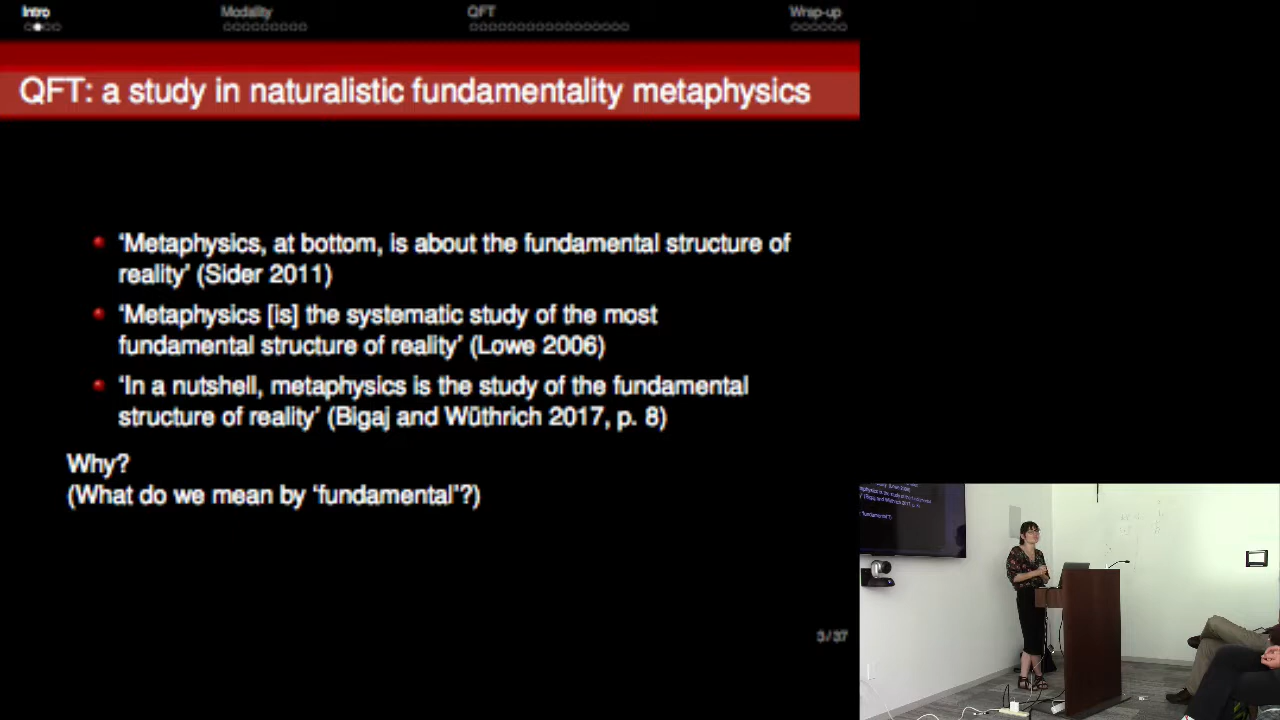 Intro Modality QFT Wrap-up
QFT: a study in naturalistic fundamentality metaphysics
‘Metaphysics, at bottom, is about the fundamental structure of
reality’ (Sider 2011)
‘Metaphysics [is] the systematic study of the most
fundamental structure of reality’ (Lowe 2006)
‘In a nutshell, metaphysics is the study of the fundamental
structure of reality’ (Bigaj and Wüthrich 2017, p. 8)
Why?
(What do we mean by ‘fundamental’?)
3/37